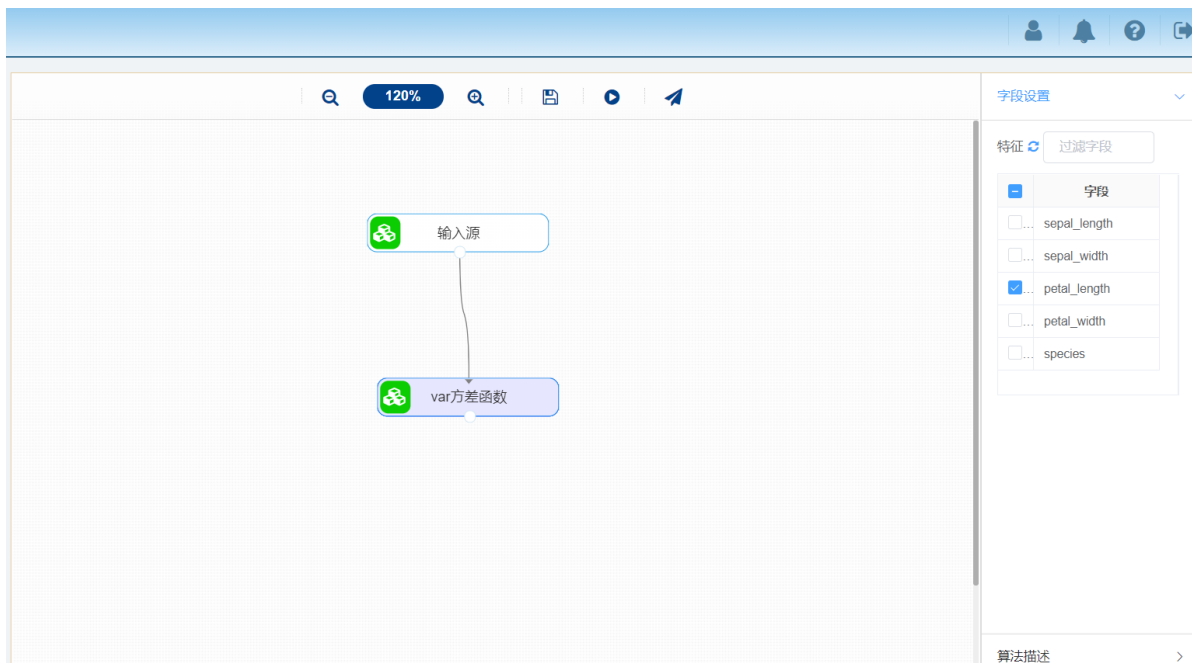 120%
字段设置
特征 过滤字段
字段
sepal_length
sepal_width
petal_length
petal_width
species
输入源
var方差函数
算法描述